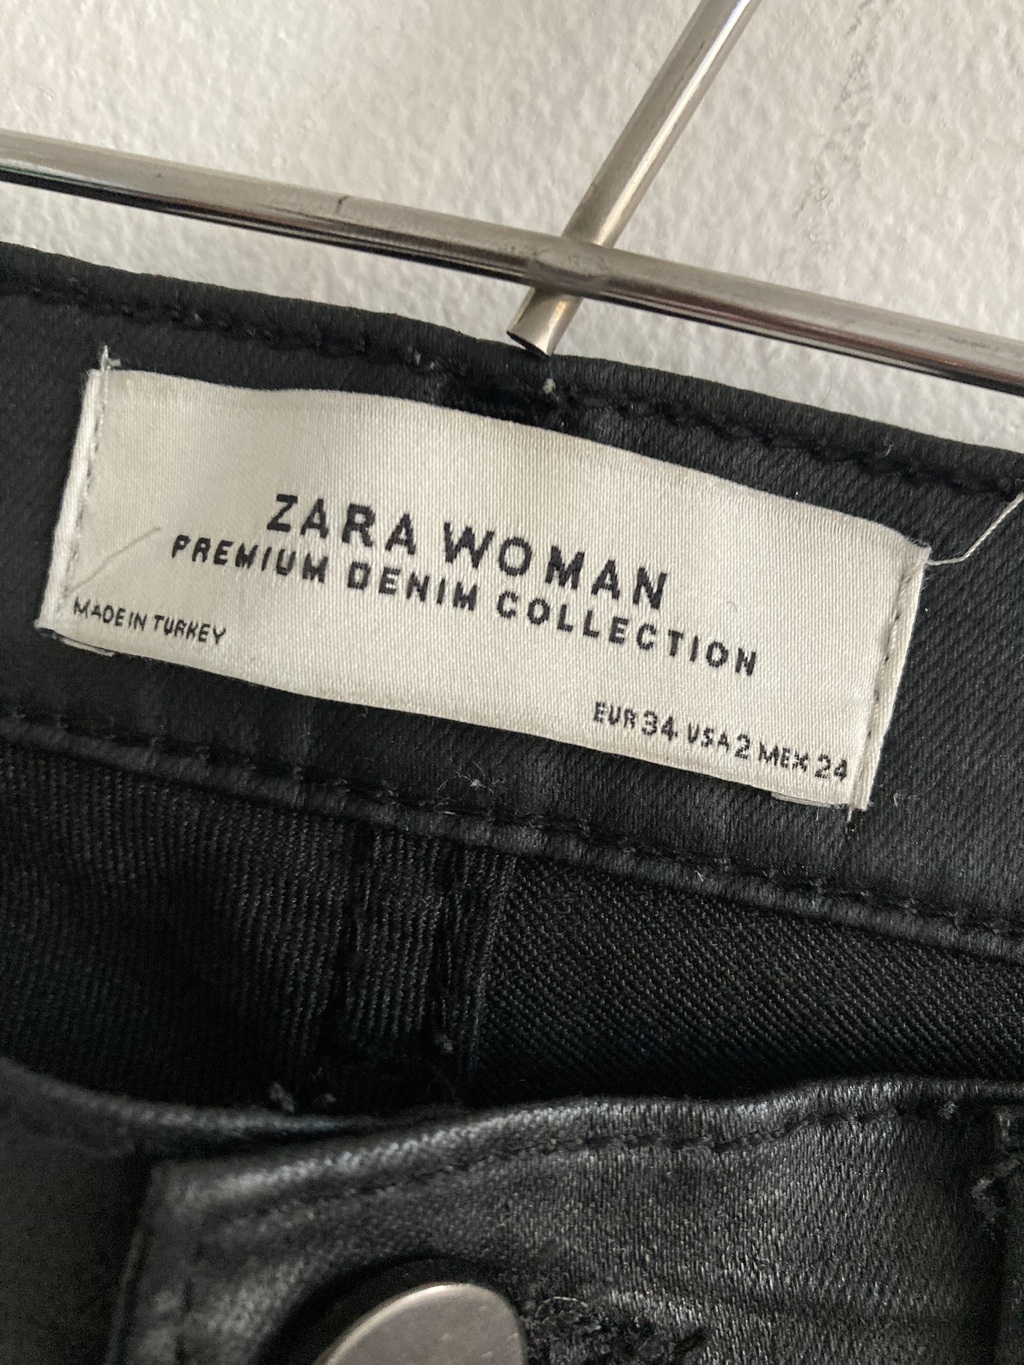 ZARA WOMAN
PREMIUM DENIM COLLECTION
MADE IN TURKEY
EUR 34 USA 2 MEX 24